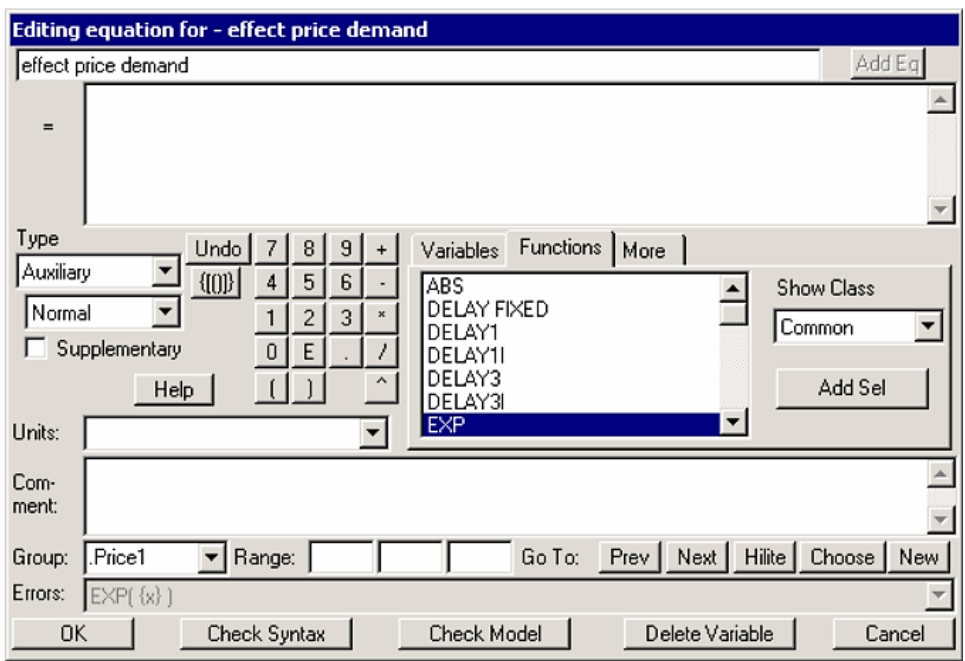 Editing equation for - effect price demand
effect price demand Add Eq
=
Type
Auxiliary
Normal
Supplementary
Help
Undo 7 8 9 +
{[()]} 4 5 6 -
1 2 3 *
0 E . /
( ) ^
Variables Functions More
ABS
DELAY FIXED
DELAY1
DELAY1I
DELAY3
DELAY3I
EXP
Show Class
Common
Add Sel
Units:
Com-
ment:
Group: .Price1 Range: Go To: Prev Next Hilite Choose New
Errors: EXP( {x} )
OK Check Syntax Check Model Delete Variable Cancel